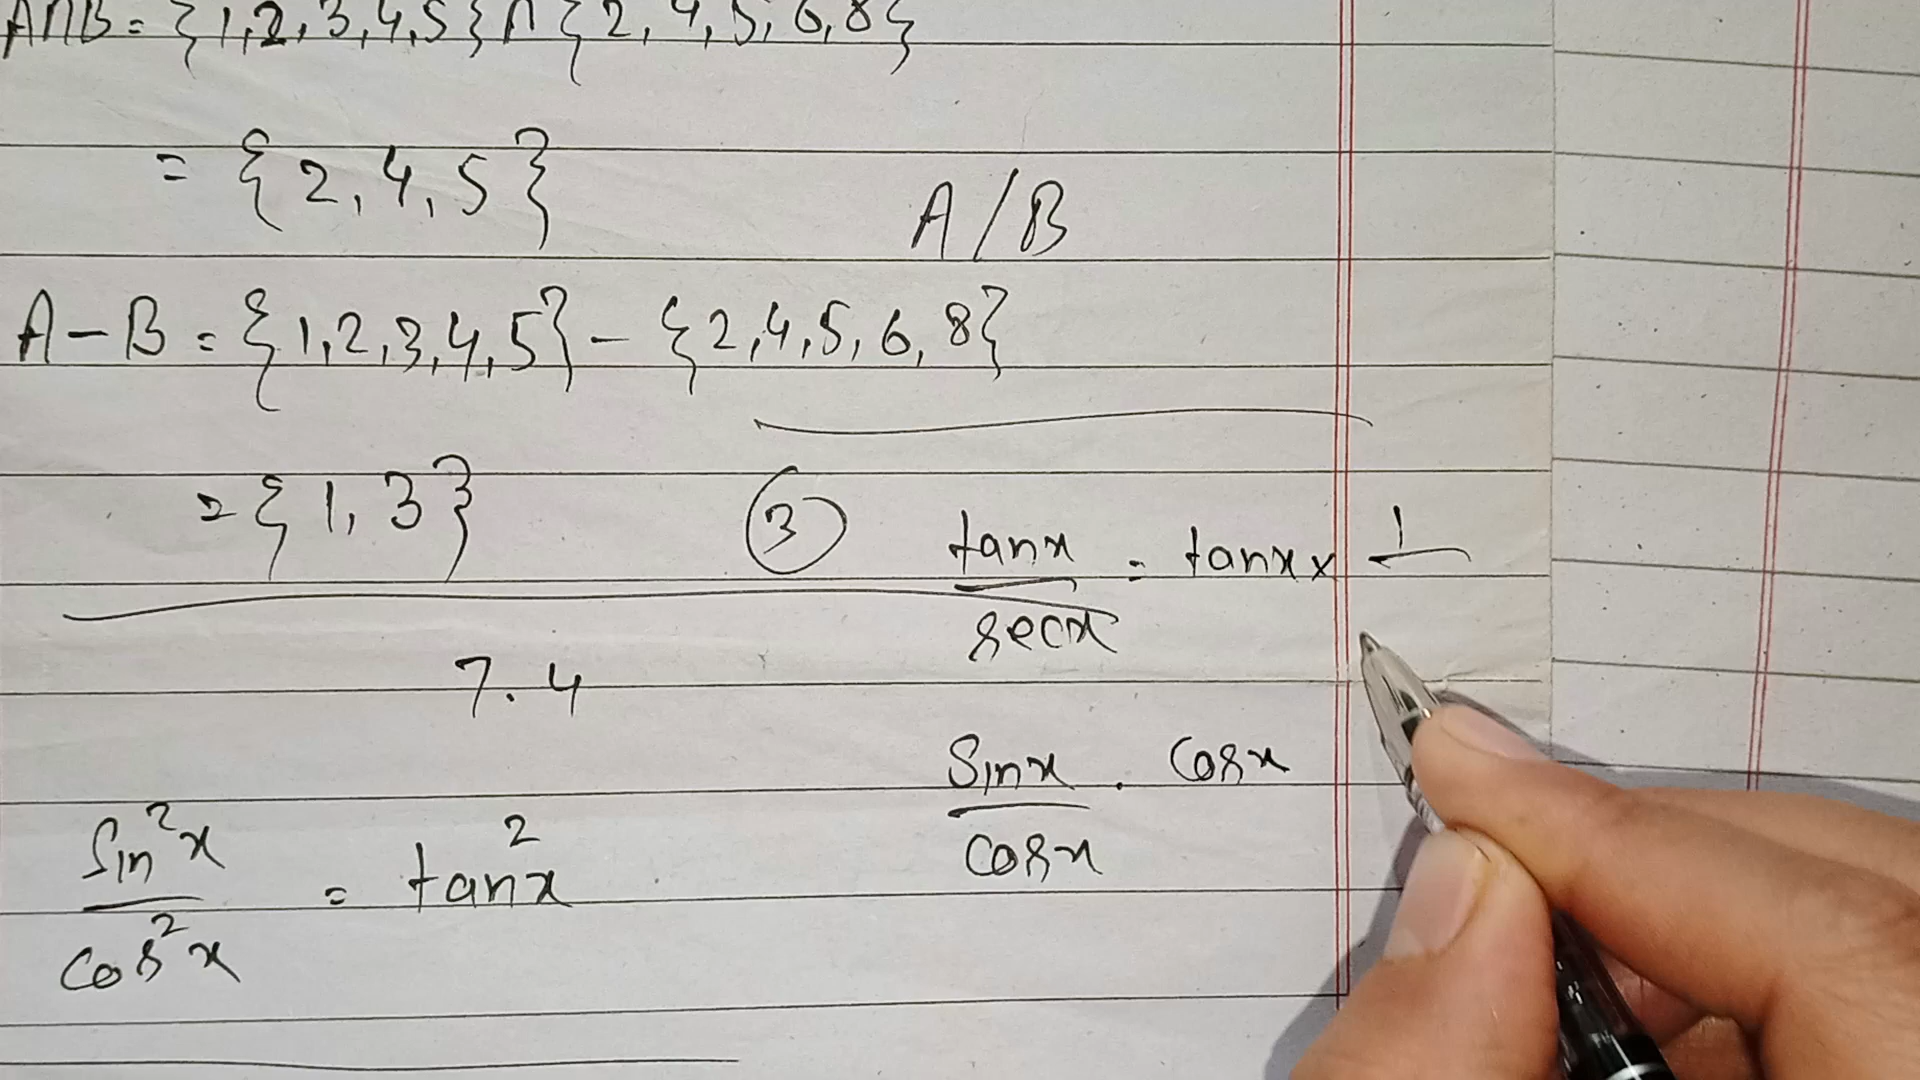 A∩B = {1,2,3,4,5} ∩ {2,4,5,6,8}
= {2,4,5}
A/B
A-B = {1,2,3,4,5} - {2,4,5,6,8}
= {1,3}
3
tanx/secx = tanx x 1/
7.4
sinx/cosx . cosx
sin²x/cos²x = tan²x